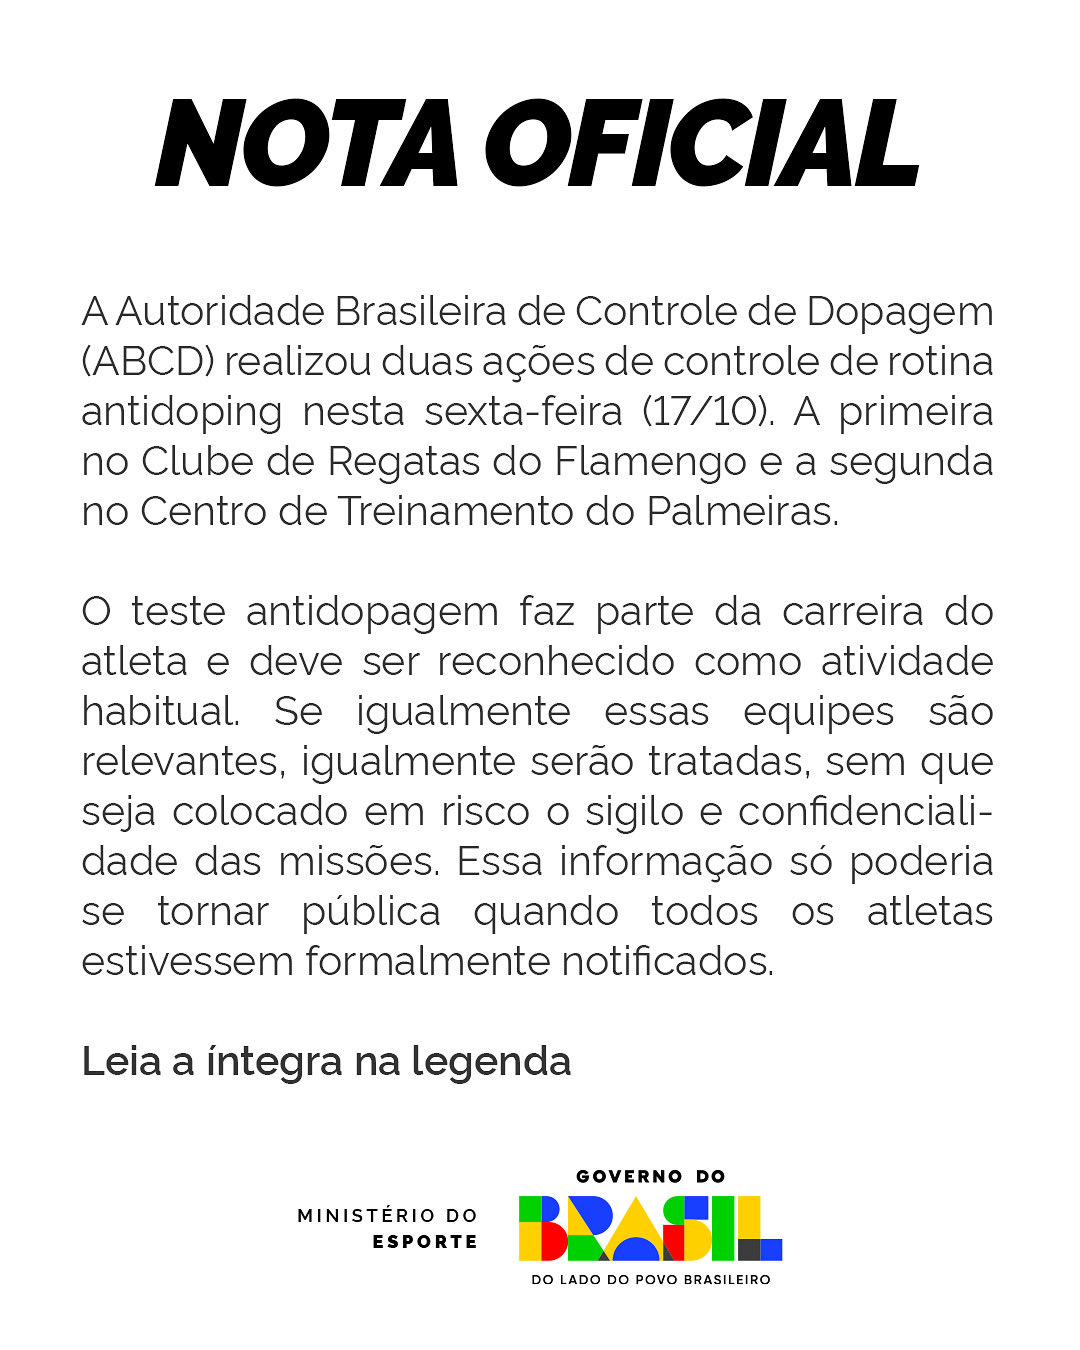 NOTA OFICIAL
A Autoridade Brasileira de Controle de Dopagem
(ABCD) realizou duas ações de controle de rotina
antidoping nesta sexta-feira (17/10). A primeira
no Clube de Regatas do Flamengo e a segunda
no Centro de Treinamento do Palmeiras.
O teste antidopagem faz parte da carreira do
atleta e deve ser reconhecido como atividade
habitual. Se igualmente essas equipes são
relevantes, igualmente serão tratadas, sem que
seja colocado em risco o sigilo e confidenciali-
dade das missões. Essa informação só poderia
se tornar pública quando todos os atletas
estivessem formalmente notificados.
Leia a íntegra na legenda
MINISTÉRIO DO
ESPORTE
GOVERNO DO
BRASIL
DO LADO DO POVO BRASILEIRO